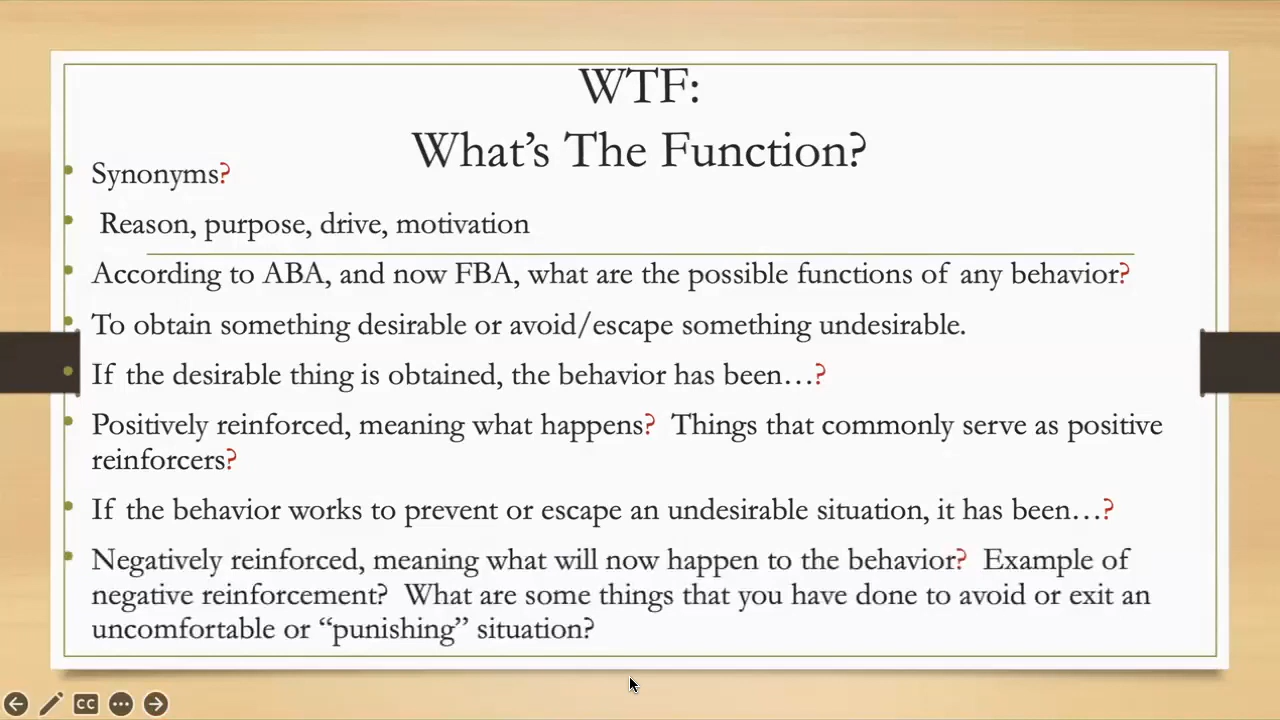 WTF:
What’s The Function?
Synonyms?
Reason, purpose, drive, motivation
According to ABA, and now FBA, what are the possible functions of any behavior?
To obtain something desirable or avoid/escape something undesirable.
If the desirable thing is obtained, the behavior has been…?
Positively reinforced, meaning what happens? Things that commonly serve as positive
reinforcers?
If the behavior works to prevent or escape an undesirable situation, it has been…?
Negatively reinforced, meaning what will now happen to the behavior? Example of
negative reinforcement? What are some things that you have done to avoid or exit an
uncomfortable or “punishing” situation?
CC